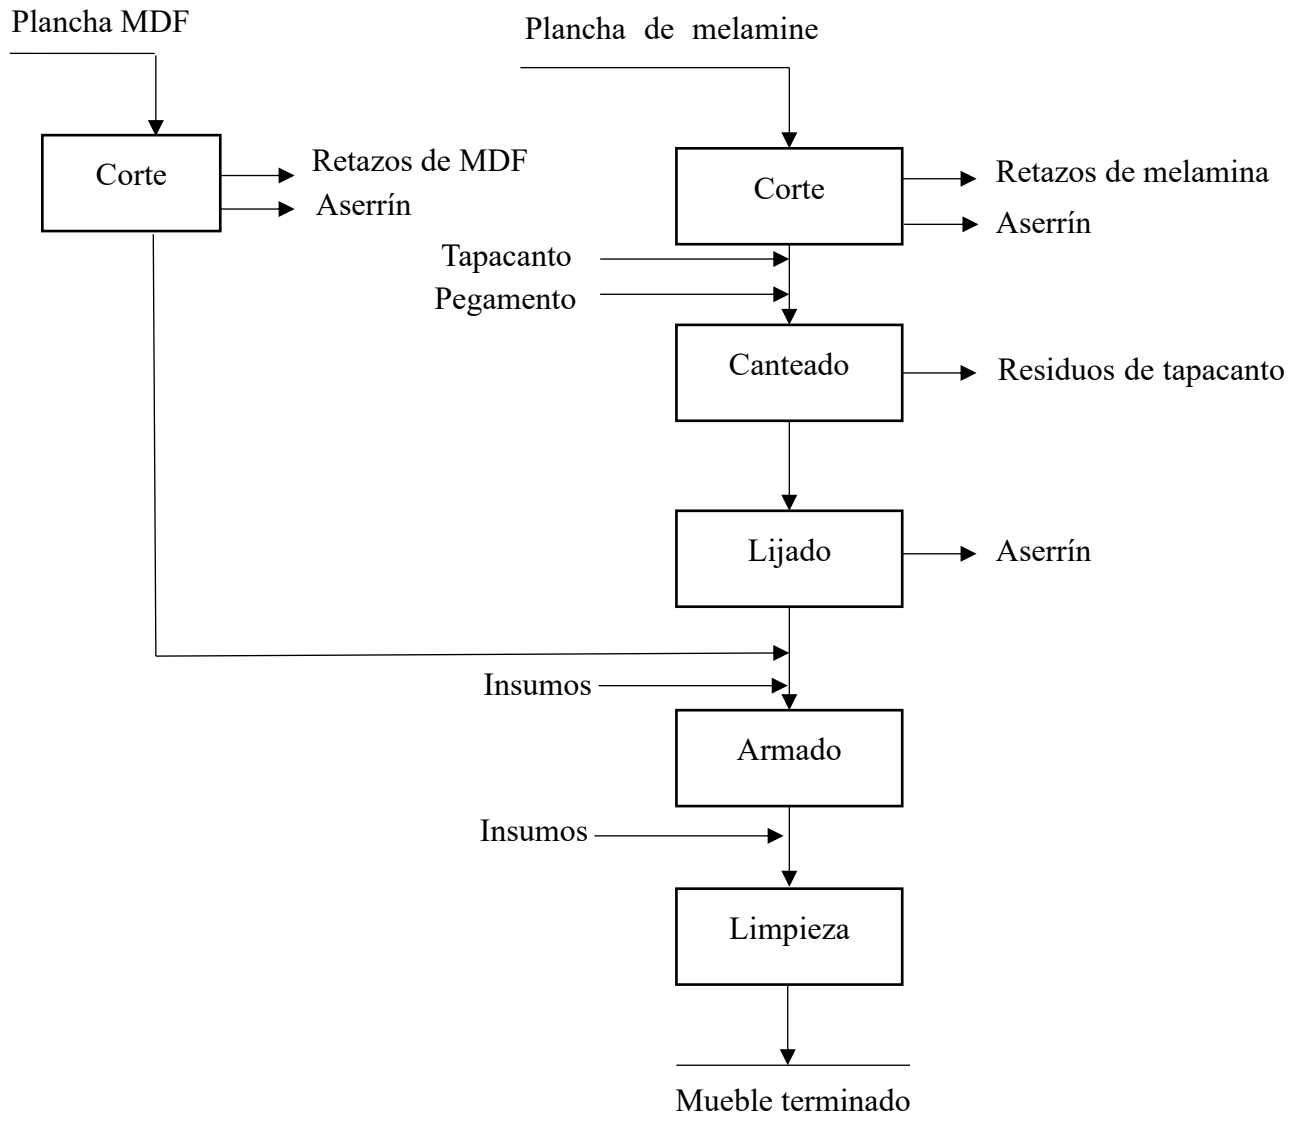 Plancha MDF
Plancha de melamine
Corte
Retazos de MDF
Aserrín
Corte
Retazos de melamina
Aserrín
Tapacanto
Pegamento
Canteado
Residuos de tapacanto
Lijado
Aserrín
Insumos
Armado
Insumos
Limpieza
Mueble terminado